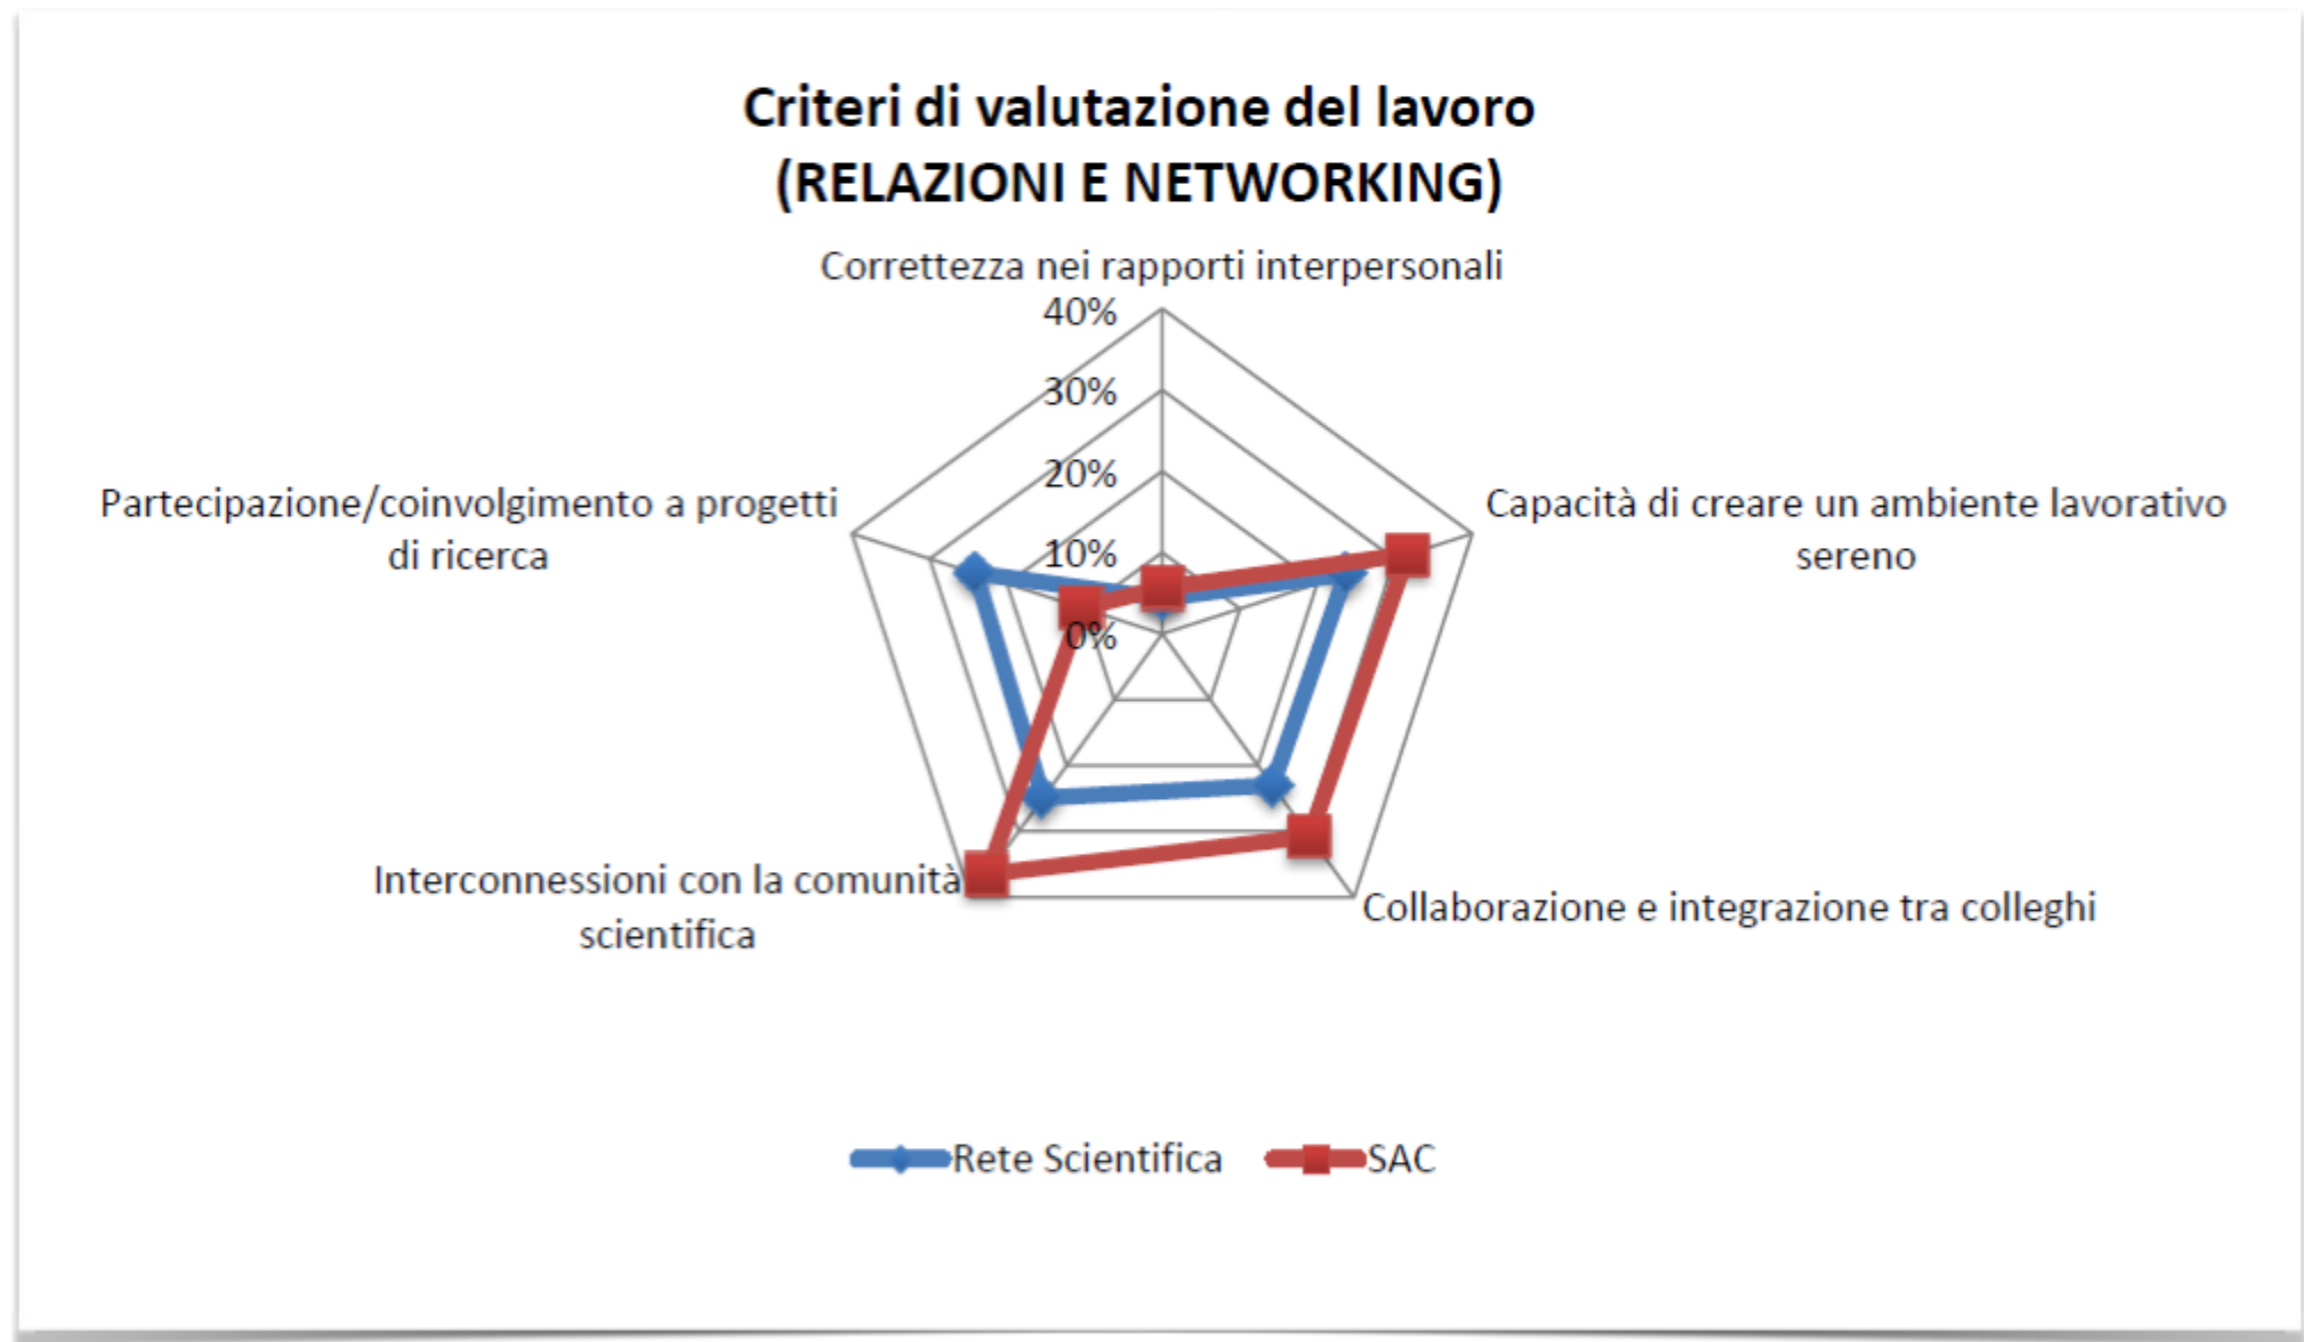 Criteri di valutazione del lavoro
(RELAZIONI E NETWORKING)
Correttezza nei rapporti interpersonali
40%
30%
20%
10%
0%
Capacità di creare un ambiente lavorativo
sereno
Collaborazione e integrazione tra colleghi
Interconnessioni con la comunità
scientifica
Partecipazione/coinvolgimento a progetti
di ricerca
Rete Scientifica
SAC